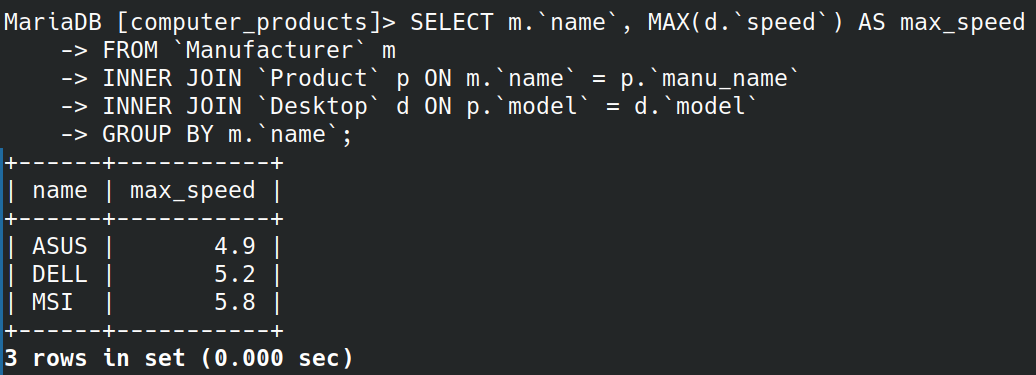 MariaDB [computer_products]> SELECT m.`name`, MAX(d.`speed`) AS max_speed
    -> FROM `Manufacturer` m
    -> INNER JOIN `Product` p ON m.`name` = p.`manu_name`
    -> INNER JOIN `Desktop` d ON p.`model` = d.`model`
    -> GROUP BY m.`name`;
+------+-----------+
| name | max_speed |
+------+-----------+
| ASUS |       4.9 |
| DELL |       5.2 |
| MSI  |       5.8 |
+------+-----------+
3 rows in set (0.000 sec)